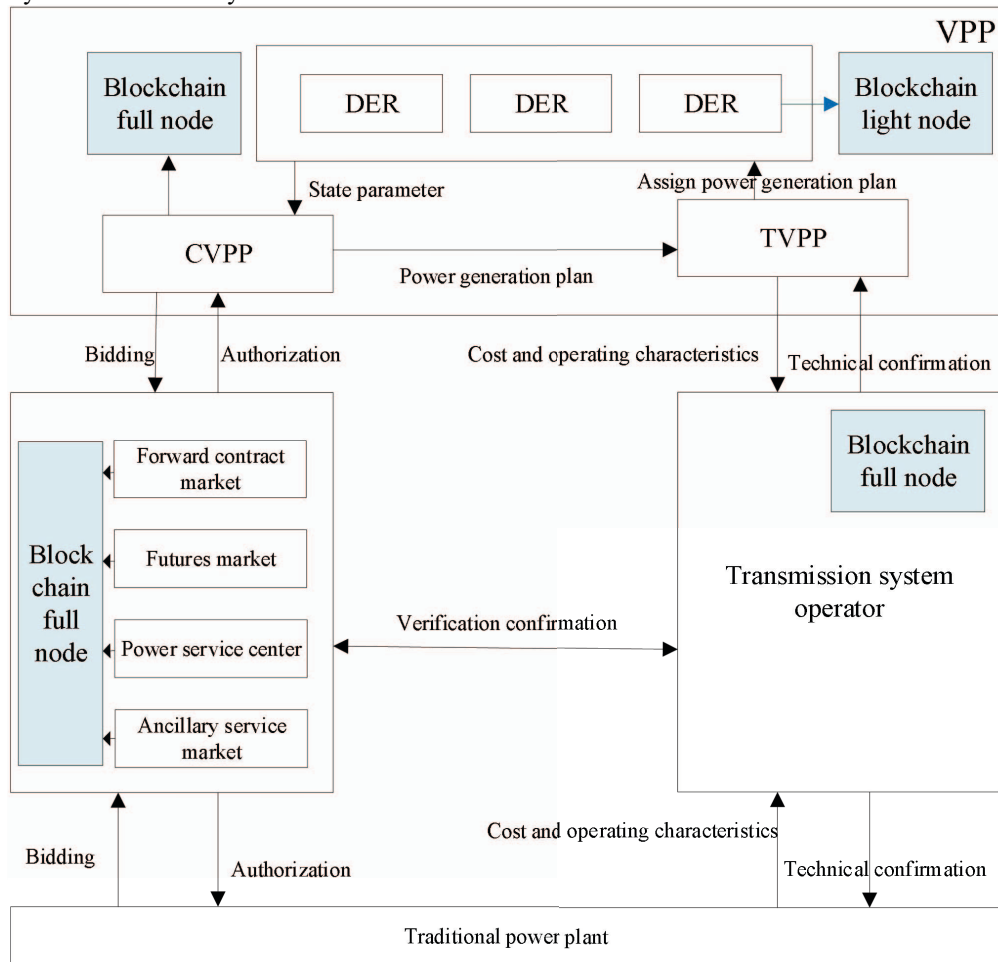 VPP
Blockchain
full node
DER
DER
DER
Blockchain
light node
State parameter
Assign power generation plan
CVPP
TVPP
Power generation plan
Bidding
Authorization
Cost and operating characteristics
Technical confirmation
Block
chain
full
node
Forward contract
market
Futures market
Power service center
Ancillary service
market
Blockchain
full node
Transmission system
operator
Verification confirmation
Bidding
Authorization
Cost and operating characteristics
Technical confirmation
Traditional power plant